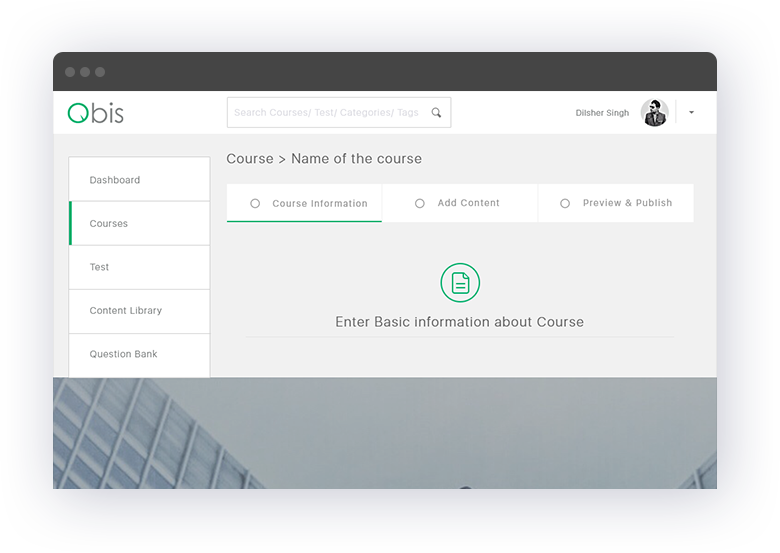 Qbis
Search Courses/ Test/ Categories/ Tags
Dilsher Singh
Dashboard
Courses
Test
Content Library
Question Bank
Course > Name of the course
Course Information
Add Content
Preview & Publish
Enter Basic information about Course